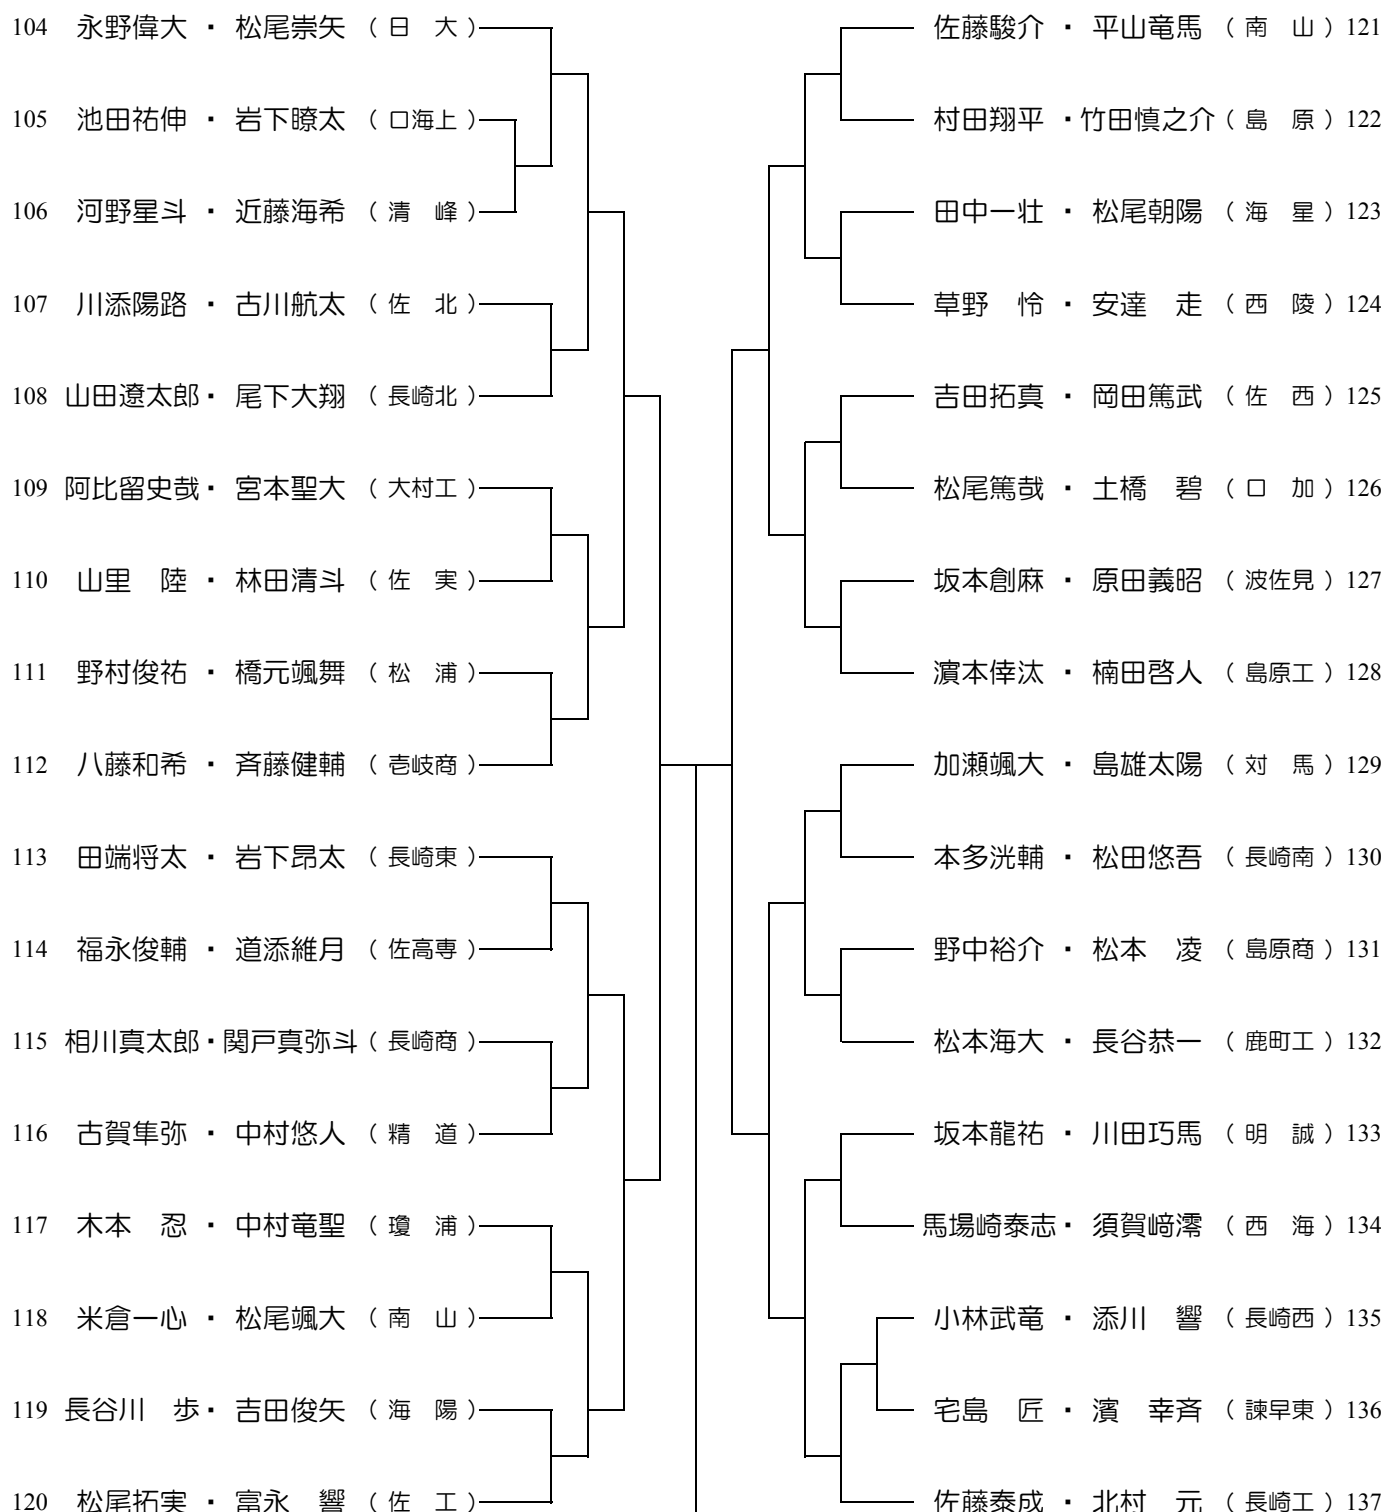 104 永野偉大 ・ 松尾崇矢 （ 日　大 ）
105 池田祐伸 ・ 岩下瞭太 （ 口海上 ）
106 河野星斗 ・ 近藤海希 （ 清　峰 ）
107 川添陽路 ・ 古川航太 （ 佐　北 ）
108 山田遼太郎・ 尾下大翔 （ 長崎北 ）
109 阿比留史哉・ 宮本聖大 （ 大村工 ）
110 山里　陸 ・ 林田清斗 （ 佐　実 ）
111 野村俊祐 ・ 橋元颯舞 （ 松　浦 ）
112 八藤和希 ・ 斉藤健輔 （ 壱岐商 ）
113 田端将太 ・ 岩下昂太 （ 長崎東 ）
114 福永俊輔 ・ 道添維月 （ 佐高専 ）
115 相川真太郎・関戸真弥斗（ 長崎商 ）
116 古賀隼弥 ・ 中村悠人 （ 精　道 ）
117 木本　忍 ・ 中村竜聖 （ 瓊　浦 ）
118 米倉一心 ・ 松尾颯大 （ 南　山 ）
119 長谷川　歩・ 吉田俊矢 （ 海　陽 ）
120 松尾拓実 ・ 富永　響 （ 佐　工 ）
佐藤駿介 ・ 平山竜馬 （ 南　山 ）121
村田翔平 ・竹田慎之介（ 島　原 ）122
田中一壮 ・ 松尾朝陽 （ 海　星 ）123
草野　怜 ・ 安達　走 （ 西　陵 ）124
吉田拓真 ・ 岡田篤武 （ 佐　西 ）125
松尾篤哉 ・ 土橋　碧 （ 口　加 ）126
坂本創麻 ・ 原田義昭 （ 波佐見 ）127
濵本倖汰 ・ 楠田啓人 （ 島原工 ）128
加瀬颯大 ・ 島雄太陽 （ 対　馬 ）129
本多洸輔 ・ 松田悠吾 （ 長崎南 ）130
野中裕介 ・ 松本　凌 （ 島原商 ）131
松本海大 ・ 長谷恭一 （ 鹿町工 ）132
坂本龍祐 ・ 川田巧馬 （ 明　誠 ）133
馬場崎泰志・ 須賀﨑澪 （ 西　海 ）134
小林武竜 ・ 添川　響 （ 長崎西 ）135
宅島　匠 ・ 濱　幸斉 （ 諫早東 ）136
佐藤泰成 ・ 北村　元 （ 長崎工 ）137